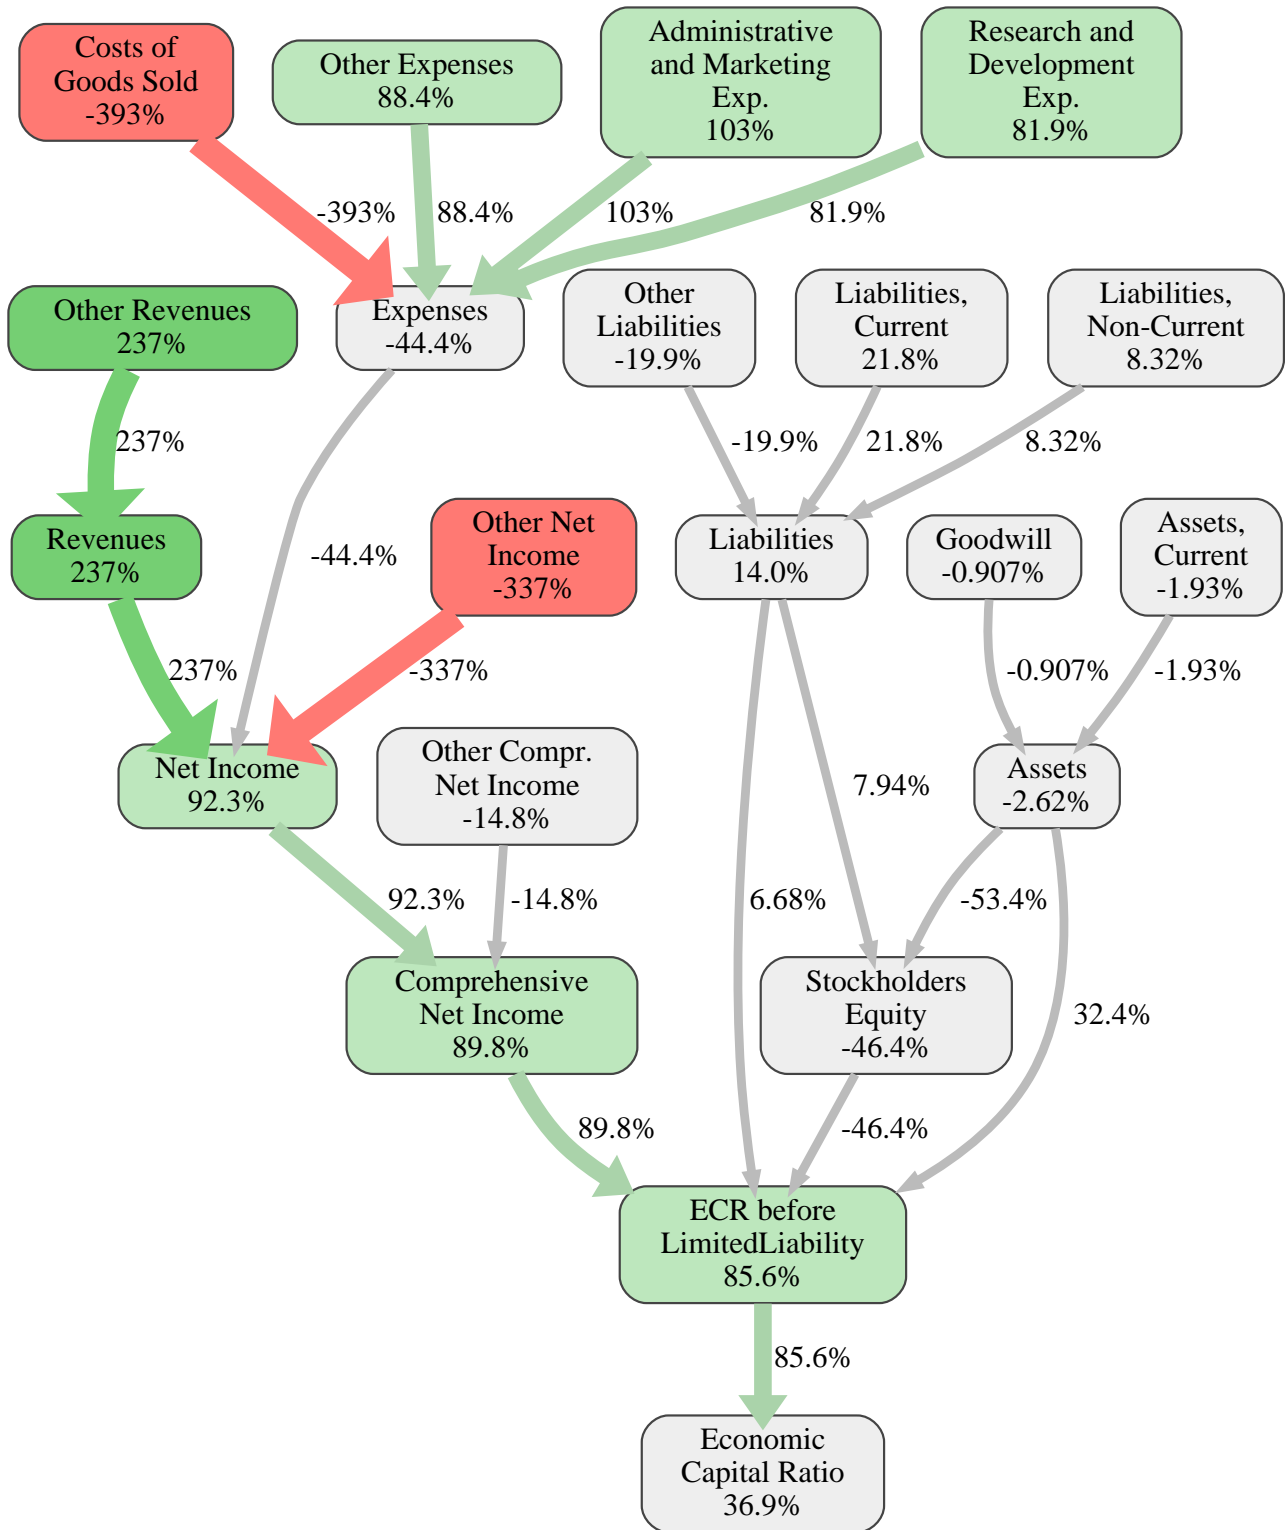 Costs of
Goods Sold
-393%
Other Expenses
88.4%
Administrative
and Marketing
Exp.
103%
Research and
Development
Exp.
81.9%
-393%
88.4%
103%
81.9%
Other Revenues
237%
Expenses
-44.4%
Other
Liabilities
-19.9%
Liabilities,
Current
21.8%
Liabilities,
Non-Current
8.32%
237%
-19.9%
21.8%
8.32%
Revenues
237%
-44.4%
Other Net
Income
-337%
Liabilities
14.0%
Goodwill
-0.907%
Assets,
Current
-1.93%
237%
-337%
-0.907%
-1.93%
Net Income
92.3%
Other Compr.
Net Income
-14.8%
7.94%
Assets
-2.62%
92.3%
-14.8%
6.68%
-53.4%
Comprehensive
Net Income
89.8%
Stockholders
Equity
-46.4%
32.4%
89.8%
-46.4%
ECR before
LimitedLiability
85.6%
85.6%
Economic
Capital Ratio
36.9%